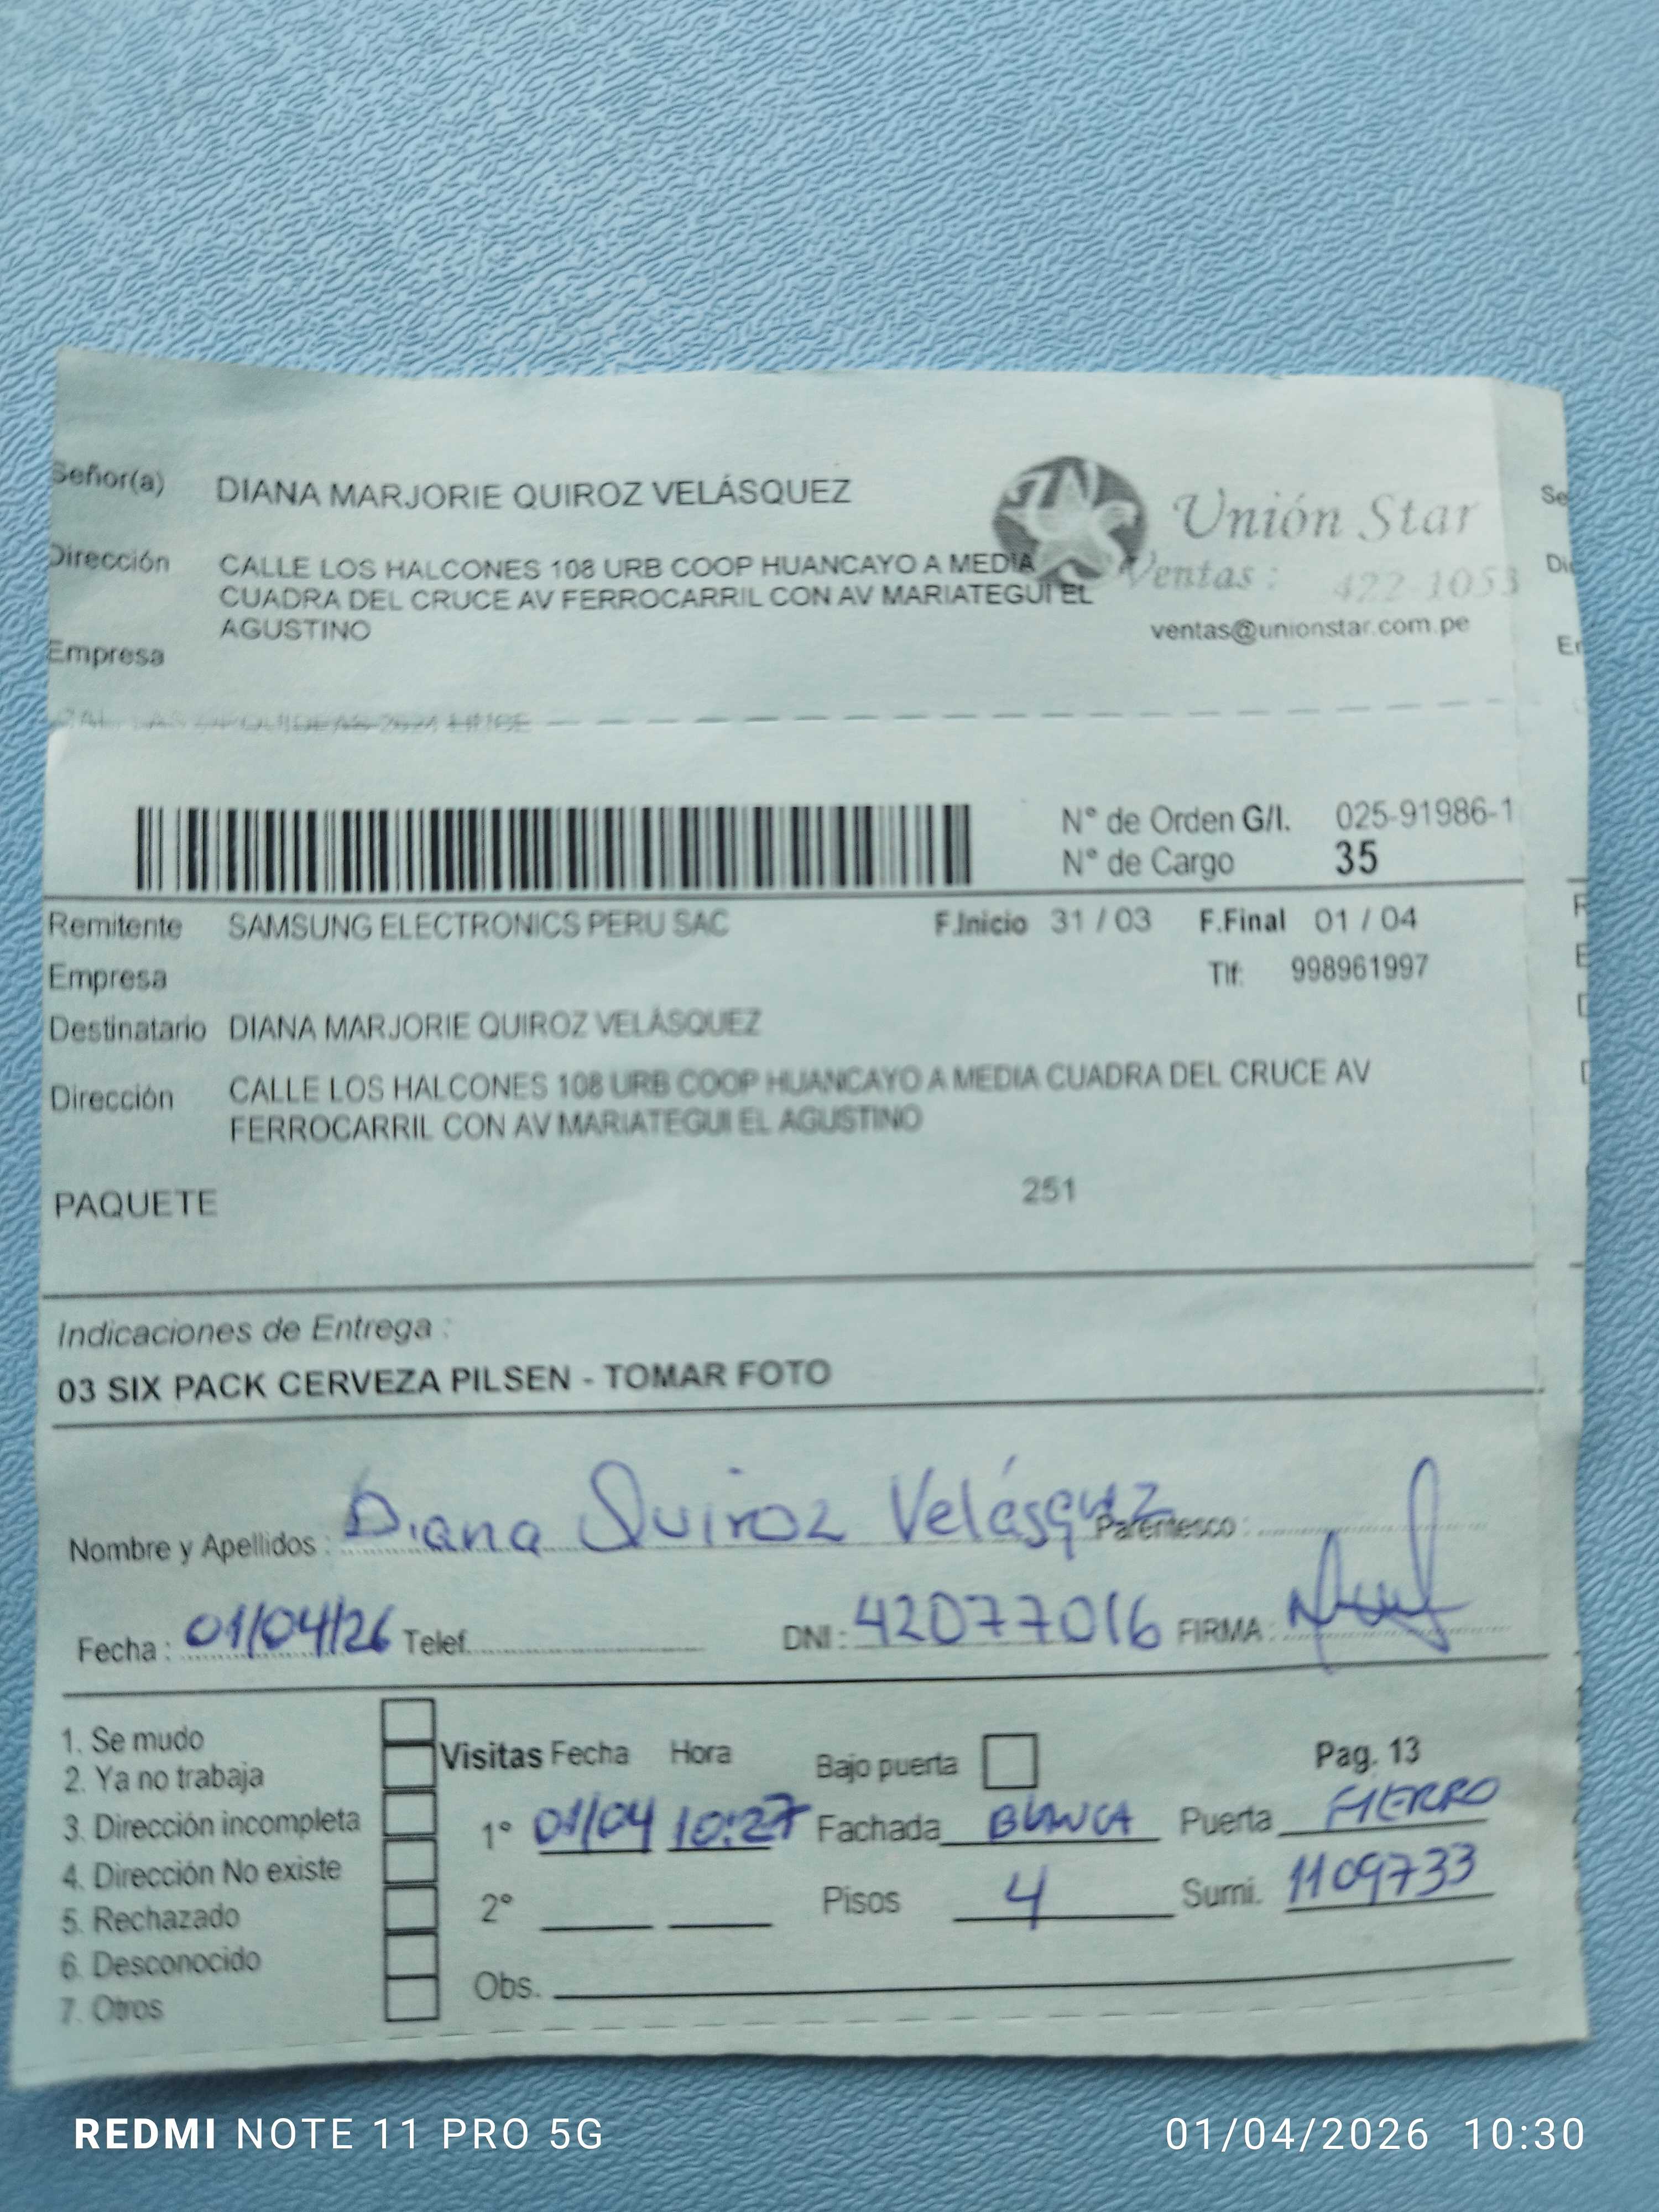 Señor(a) DIANA MARJORIE QUIROZ VELÁSQUEZ
Unión Star
Dirección CALLE LOS HALCONES 108 URB COOP HUANCAYO A MEDIA
CUADRA DEL CRUCE AV FERROCARRIL CON AV MARIATEGUI EL
AGUSTINO
Ventas : 422-1053
ventas@unionstar.com.pe
Empresa
Se
Di
Er
N° de Orden G/I. 025-91986-1
N° de Cargo 35
Remitente SAMSUNG ELECTRONICS PERU SAC F.Inicio 31 / 03 F.Final 01 / 04
Empresa Tlf: 998961997
Destinatario DIANA MARJORIE QUIROZ VELÁSQUEZ
Dirección CALLE LOS HALCONES 108 URB COOP HUANCAYO A MEDIA CUADRA DEL CRUCE AV
FERROCARRIL CON AV MARIATEGUI EL AGUSTINO
PAQUETE 251
Indicaciones de Entrega :
03 SIX PACK CERVEZA PILSEN - TOMAR FOTO
Nombre y Apellidos : Diana Quiroz Velásquez Parentesco :
Fecha : 01/04/26 Telef. DNI : 42077016 FIRMA :
1. Se mudo
2. Ya no trabaja
3. Dirección incompleta
4. Dirección No existe
5. Rechazado
6. Desconocido
7. Otros
Visitas Fecha Hora Bajo puerta Pag. 13
1° 01/04 10:27 Fachada BLANCA Puerta FIERRO
2° Pisos 4 Sumi. 1109733
Obs.
REDMI NOTE 11 PRO 5G 01/04/2026 10:30